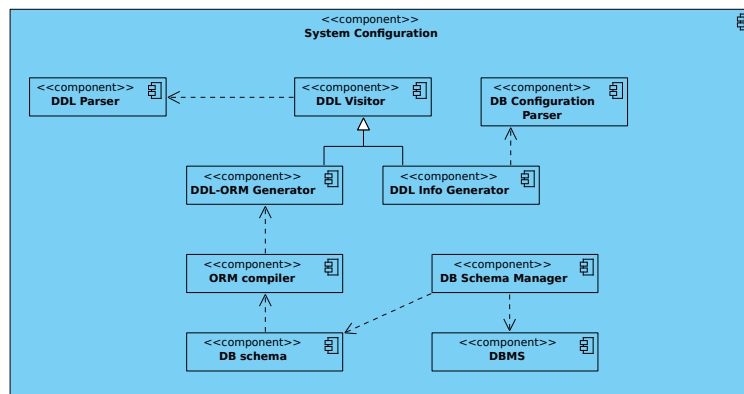 <<component>>
System Configuration
<<component>>
DDL Parser
<<component>>
DDL Visitor
<<component>>
DB Configuration
Parser
<<component>>
DDL-ORM Generator
<<component>>
DDL Info Generator
<<component>>
ORM compiler
<<component>>
DB Schema Manager
<<component>>
DB schema
<<component>>
DBMS